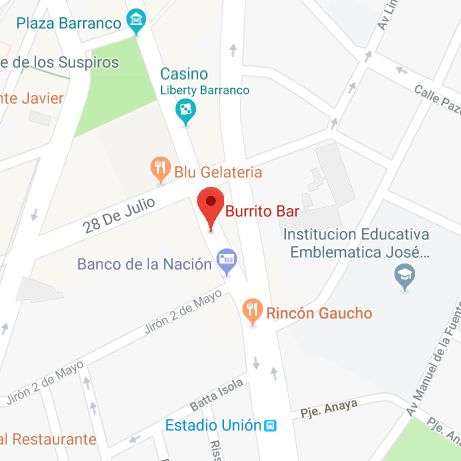 Plaza Barranco
e de los Suspiros
Casino
Liberty Barranco
nte Javier
Av Lin
Calle Paz
Blu Gelateria
28 De Julio
Burrito Bar
Institucion Educativa
Emblematica José...
Banco de la Nación
Jirón 2 de Mayo
Rincón Gaucho
Jirón 2 de Mayo
Batta Isola
Av Manuel de la Fuente
Pje. Anaya
Estadio Unión
Pje. Anaya
al Restaurante
Riss